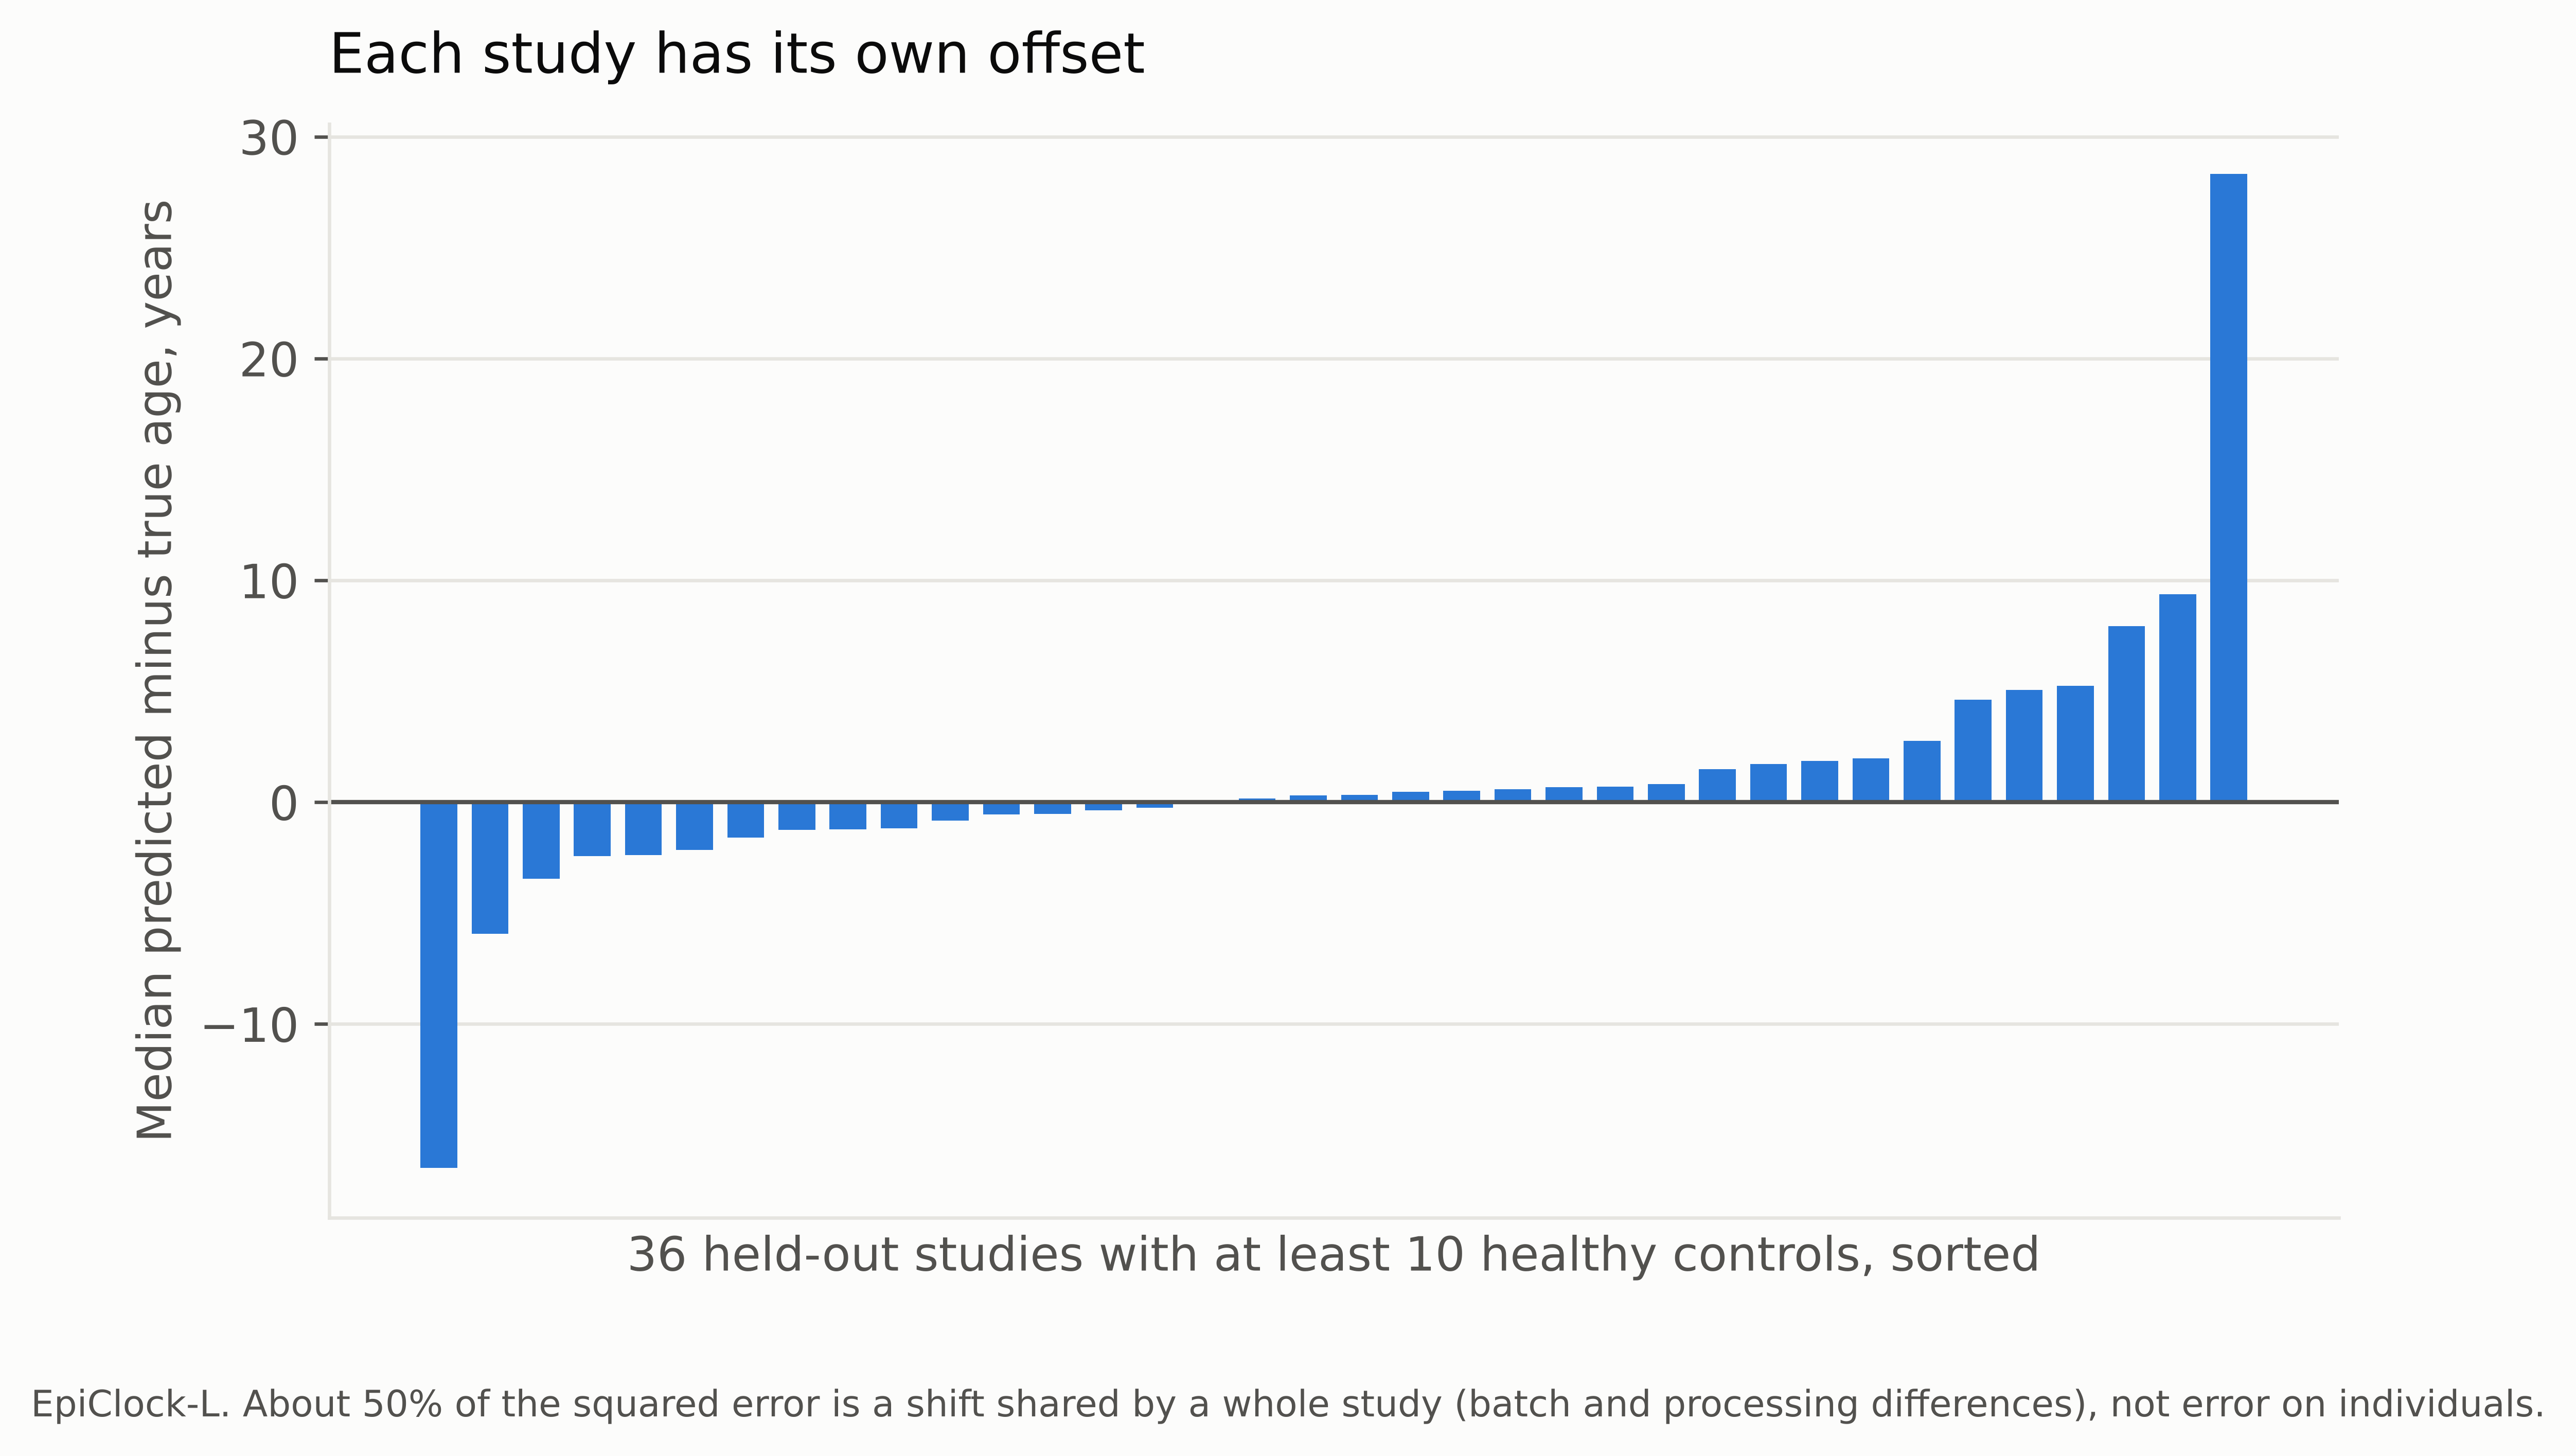 Each study has its own offset
30
20
10
0
−10
Median predicted minus true age, years
36 held-out studies with at least 10 healthy controls, sorted
EpiClock-L. About 50% of the squared error is a shift shared by a whole study (batch and processing differences), not error on individuals.